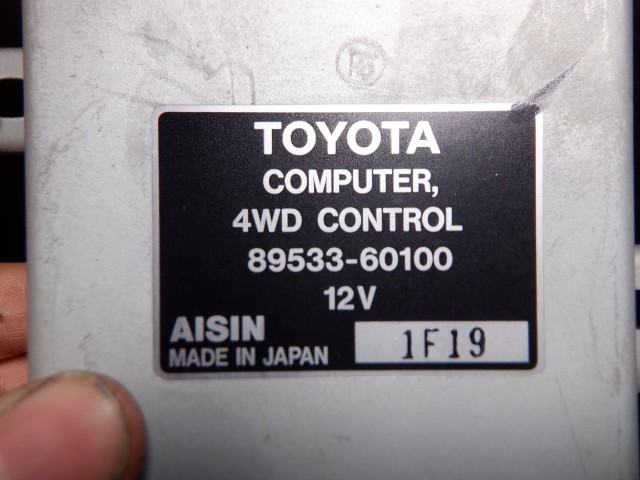 TOYOTA
COMPUTER,
4WD CONTROL
89533-60100
12V
AISIN
MADE IN JAPAN
1F19